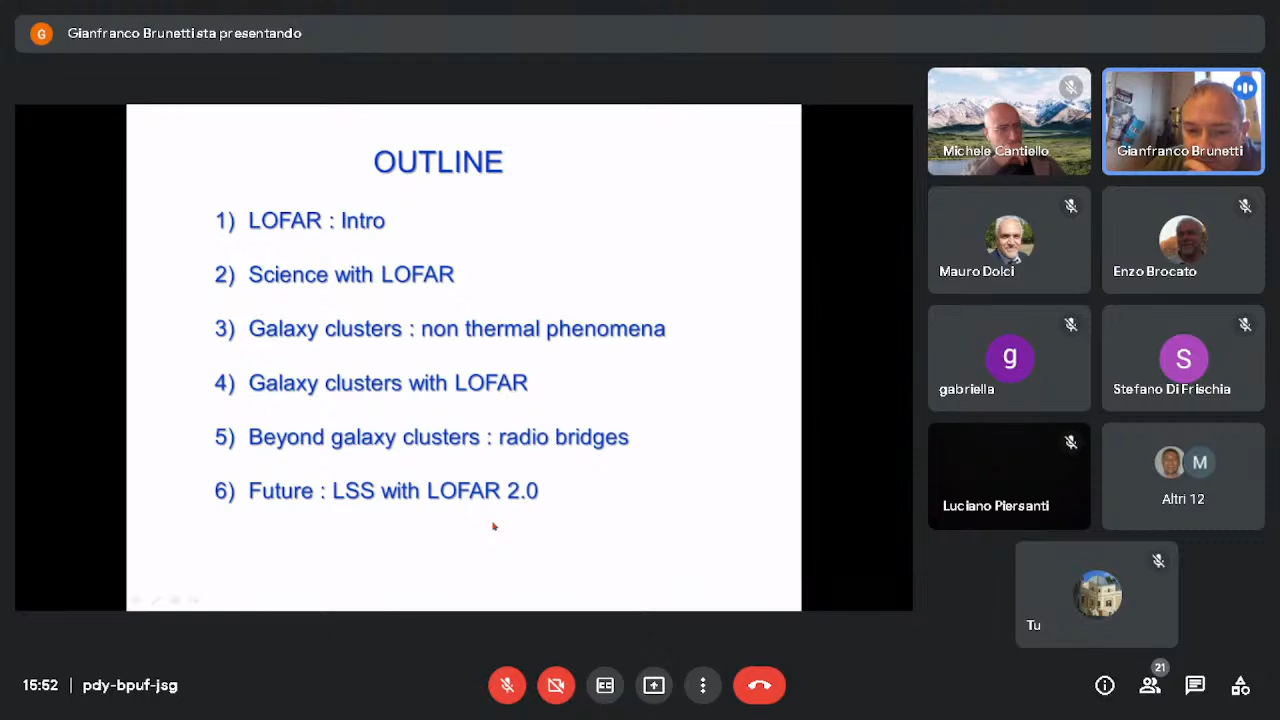 G Gianfranco Brunetti sta presentando
OUTLINE
1) LOFAR : Intro
2) Science with LOFAR
3) Galaxy clusters : non thermal phenomena
4) Galaxy clusters with LOFAR
5) Beyond galaxy clusters : radio bridges
6) Future : LSS with LOFAR 2.0
Michele Cantiello
Gianfranco Brunetti
Mauro Dolci
Enzo Brocato
g
gabriella
S
Stefano Di Frischia
Luciano Piersanti
M
Altri 12
Tu
15:52 | pdy-bpuf-jsg
21